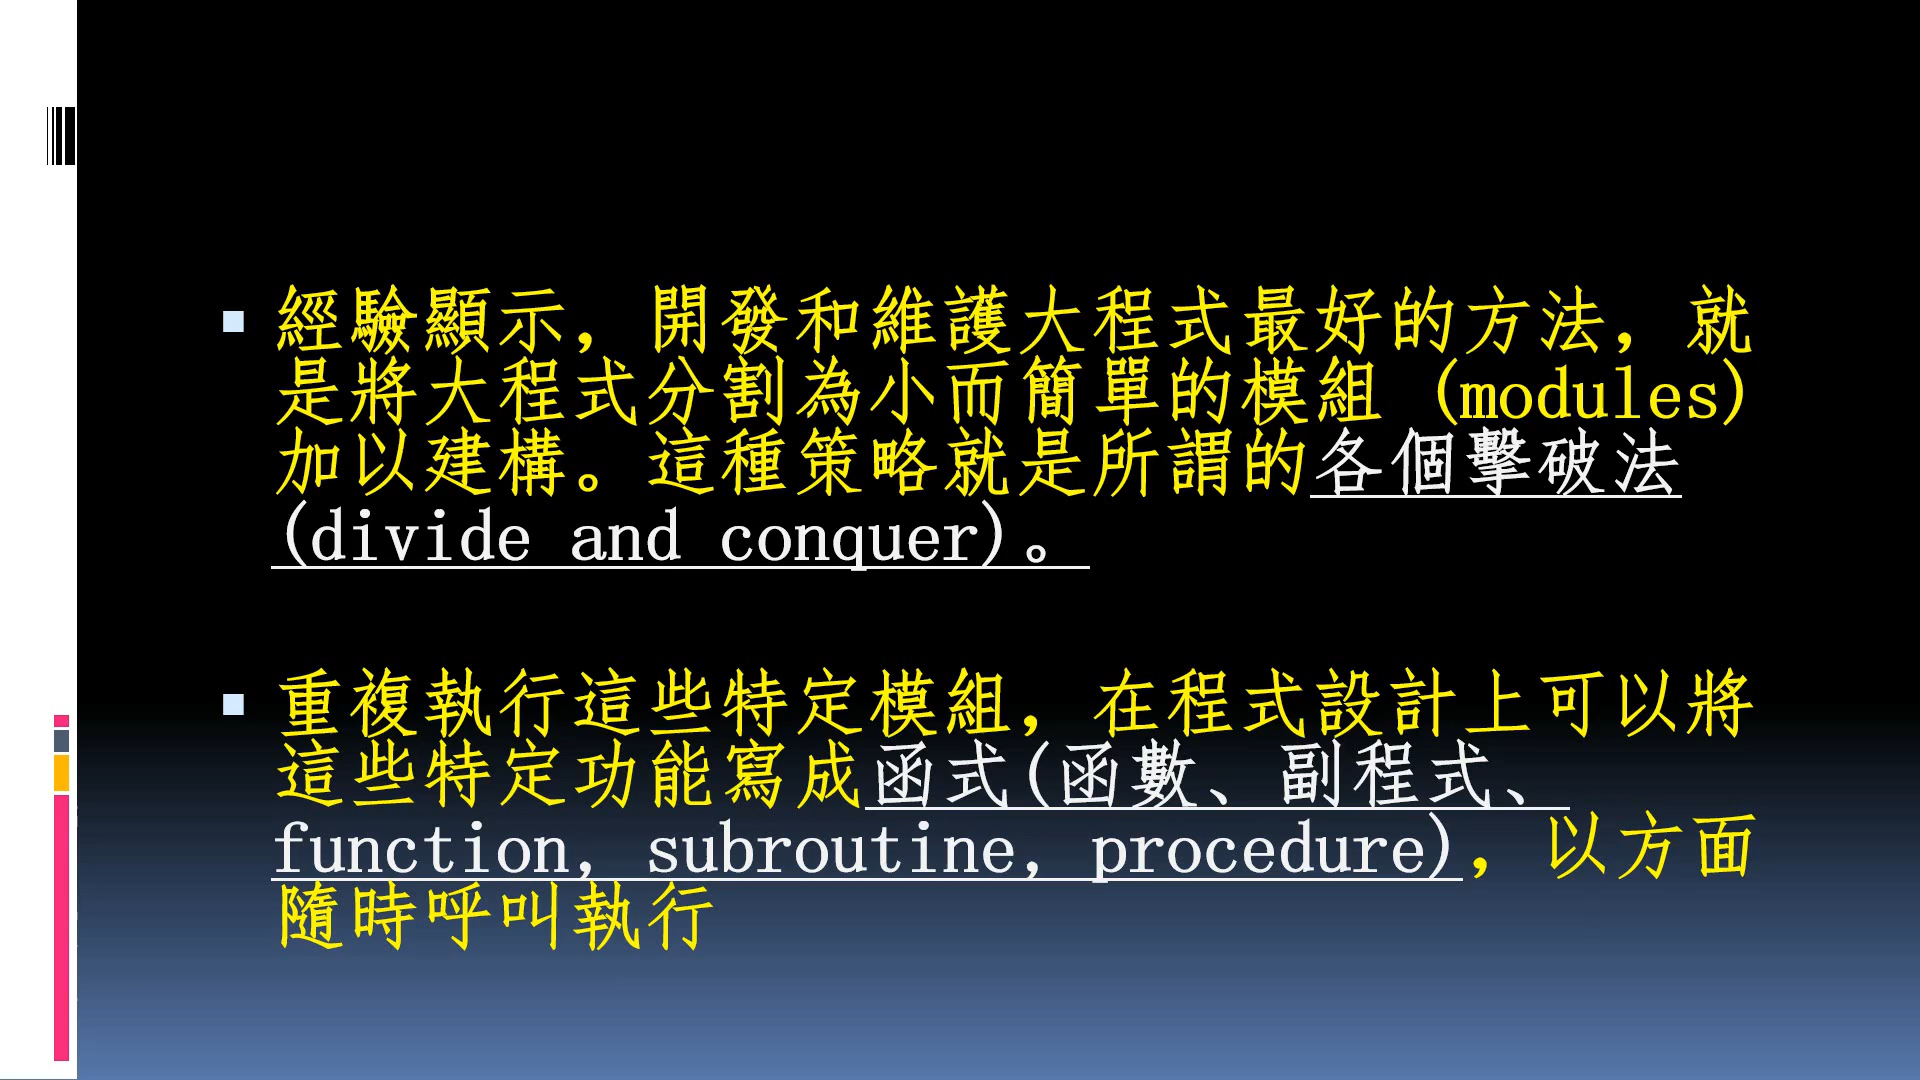 經驗顯示，開發和維護大程式最好的方法，就
是將大程式分割為小而簡單的模組 (modules)
加以建構。這種策略就是所謂的各個擊破法
(divide and conquer)。
重複執行這些特定模組，在程式設計上可以將
這些特定功能寫成函式(函數、副程式、
function, subroutine, procedure)，以方面
隨時呼叫執行